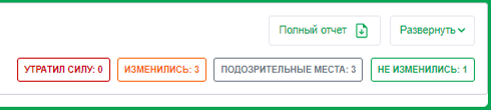 Полный отчет Развернуть
УТРАТИЛ СИЛУ: 0 ИЗМЕНИЛИСЬ: 3 ПОДОЗРИТЕЛЬНЫЕ МЕСТА: 3 НЕ ИЗМЕНИЛИСЬ: 1